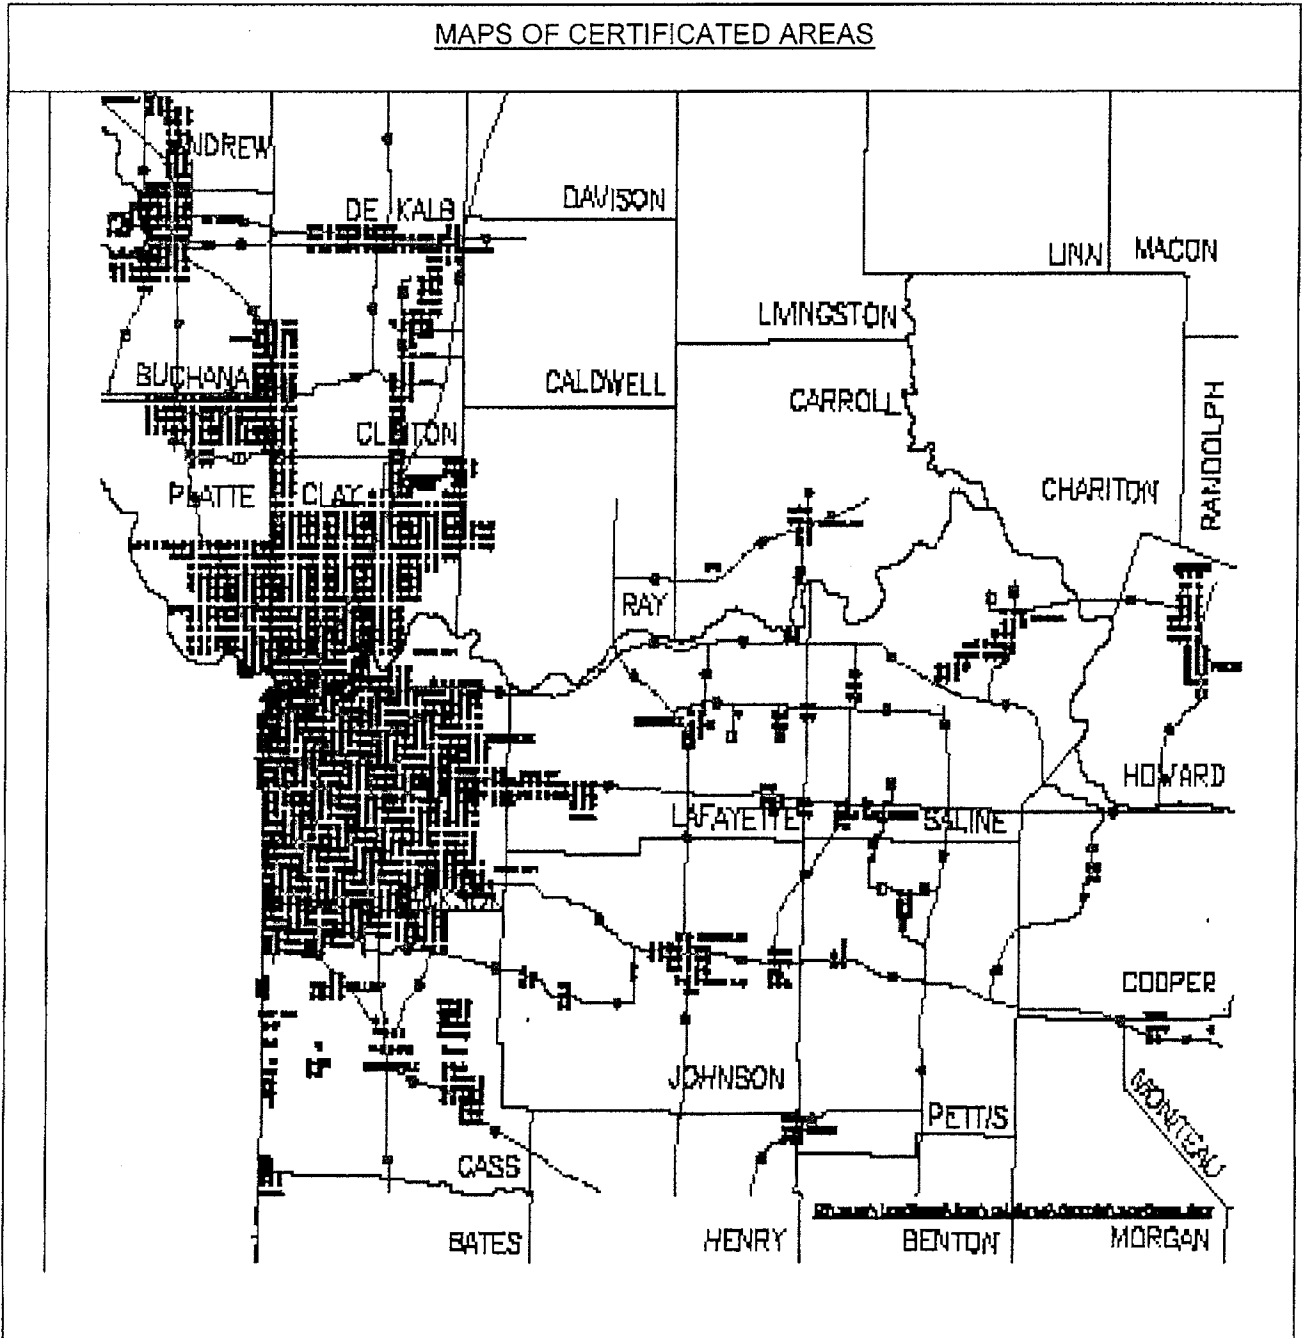 MAPS OF CERTIFICATED AREAS
ANDREW
DE KALB
DAVISON
LINN
MACON
LIVINGSTON
BUCHANA
CALDWELL
CARROLL
RANDOLPH
CLINTON
PLATTE
CLAY
CHARITON
RAY
HOWARD
LAFAYETTE
SALINE
JACKSON
COOPER
JOHNSON
PETTIS
MONITEAU
CASS
BATES
HENRY
BENTON
MORGAN